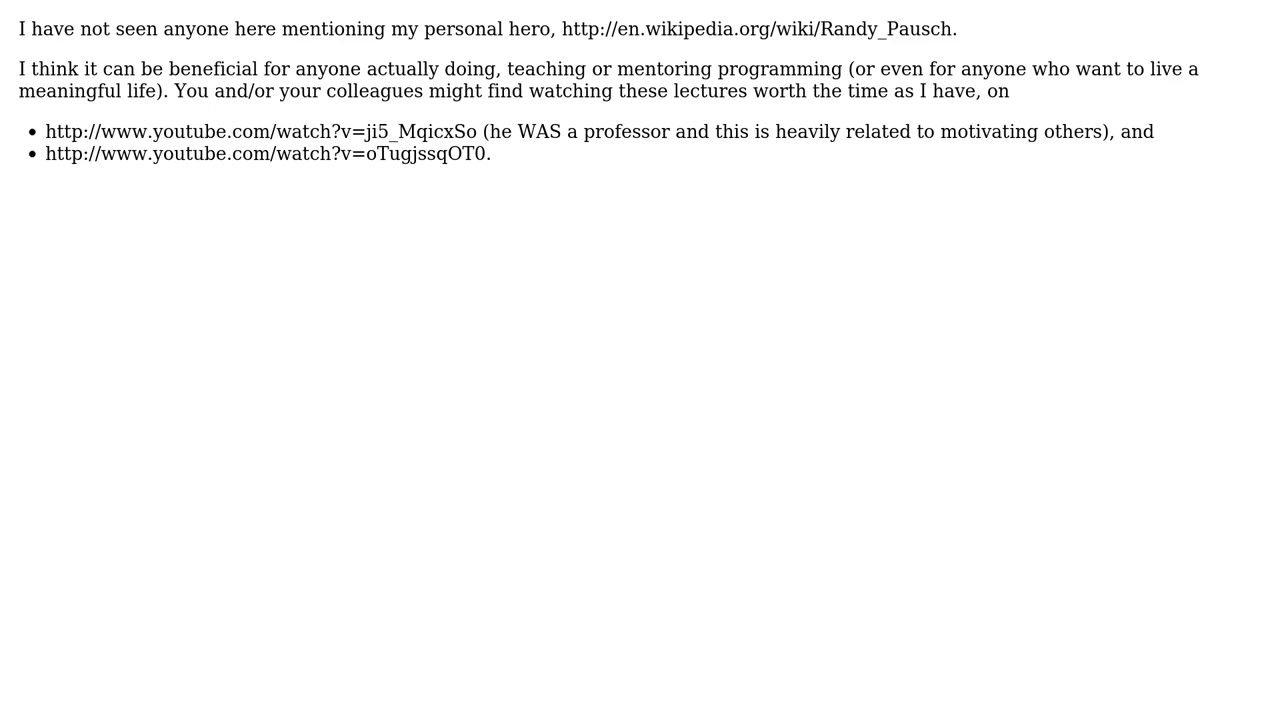 I have not seen anyone here mentioning my personal hero, http://en.wikipedia.org/wiki/Randy_Pausch.
I think it can be beneficial for anyone actually doing, teaching or mentoring programming (or even for anyone who want to live a
meaningful life). You and/or your colleagues might find watching these lectures worth the time as I have, on
• http://www.youtube.com/watch?v=ji5_MqicxSo (he WAS a professor and this is heavily related to motivating others), and
• http://www.youtube.com/watch?v=oTugjssqOT0.